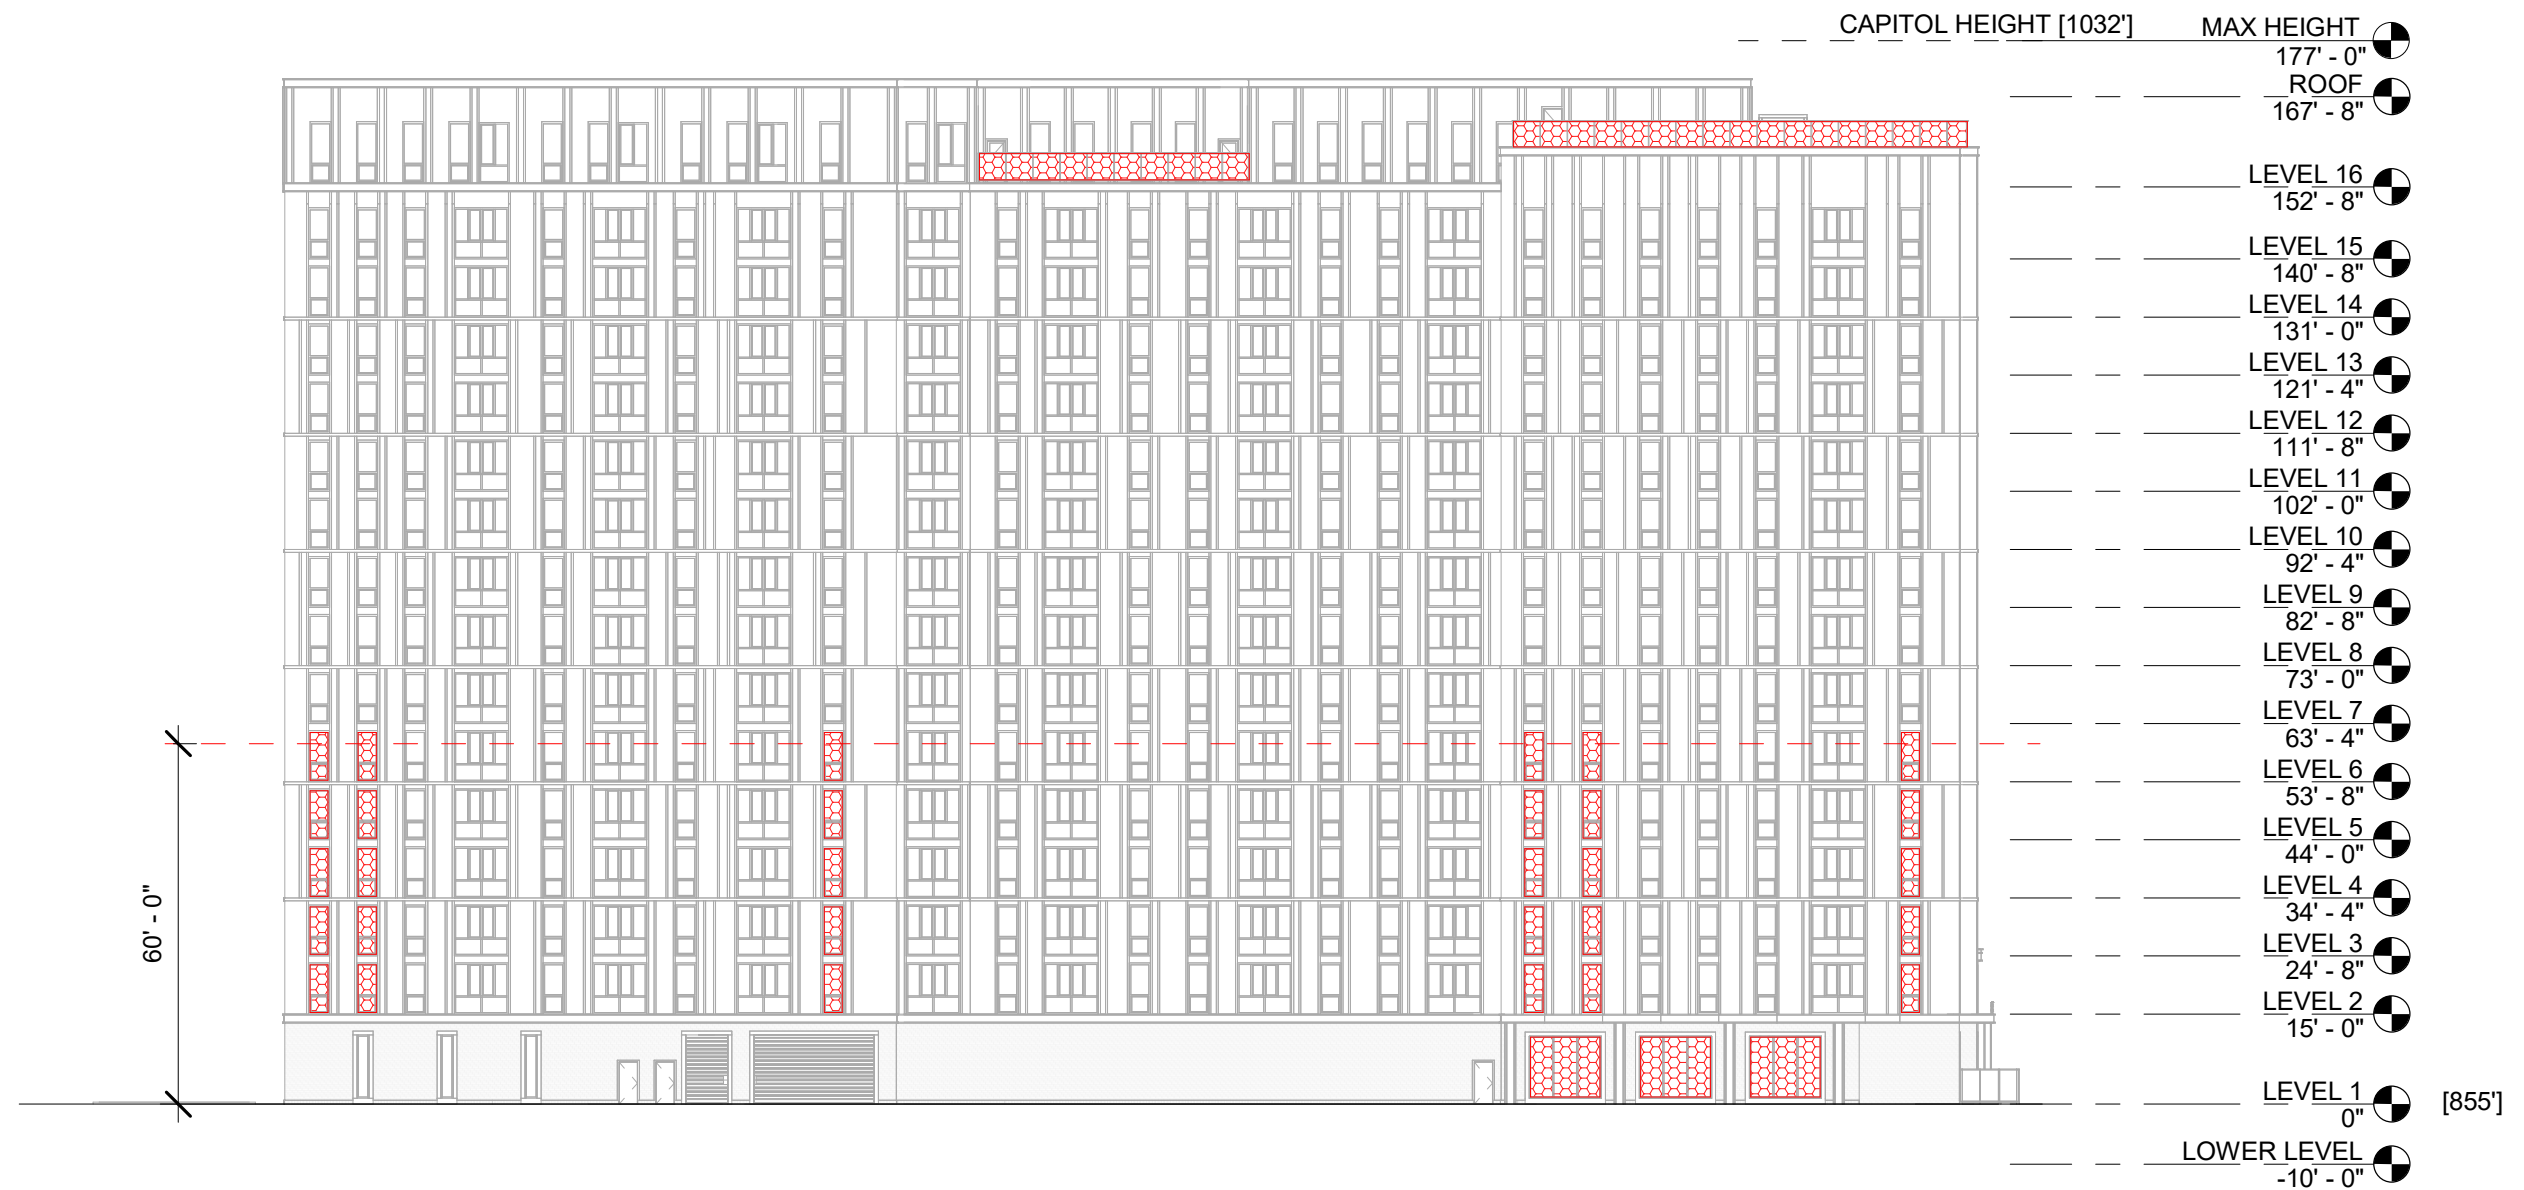 CAPITOL HEIGHT [1032'] MAX HEIGHT
177' - 0"
ROOF
167' - 8"
LEVEL 16
152' - 8"
LEVEL 15
140' - 8"
LEVEL 14
131' - 0"
LEVEL 13
121' - 4"
LEVEL 12
111' - 8"
LEVEL 11
102' - 0"
LEVEL 10
92' - 4"
LEVEL 9
82' - 8"
LEVEL 8
73' - 0"
LEVEL 7
63' - 4"
LEVEL 6
53' - 8"
LEVEL 5
44' - 0"
LEVEL 4
34' - 4"
LEVEL 3
24' - 8"
LEVEL 2
15' - 0"
LEVEL 1
0"
[855']
LOWER LEVEL
-10' - 0"
60' - 0"